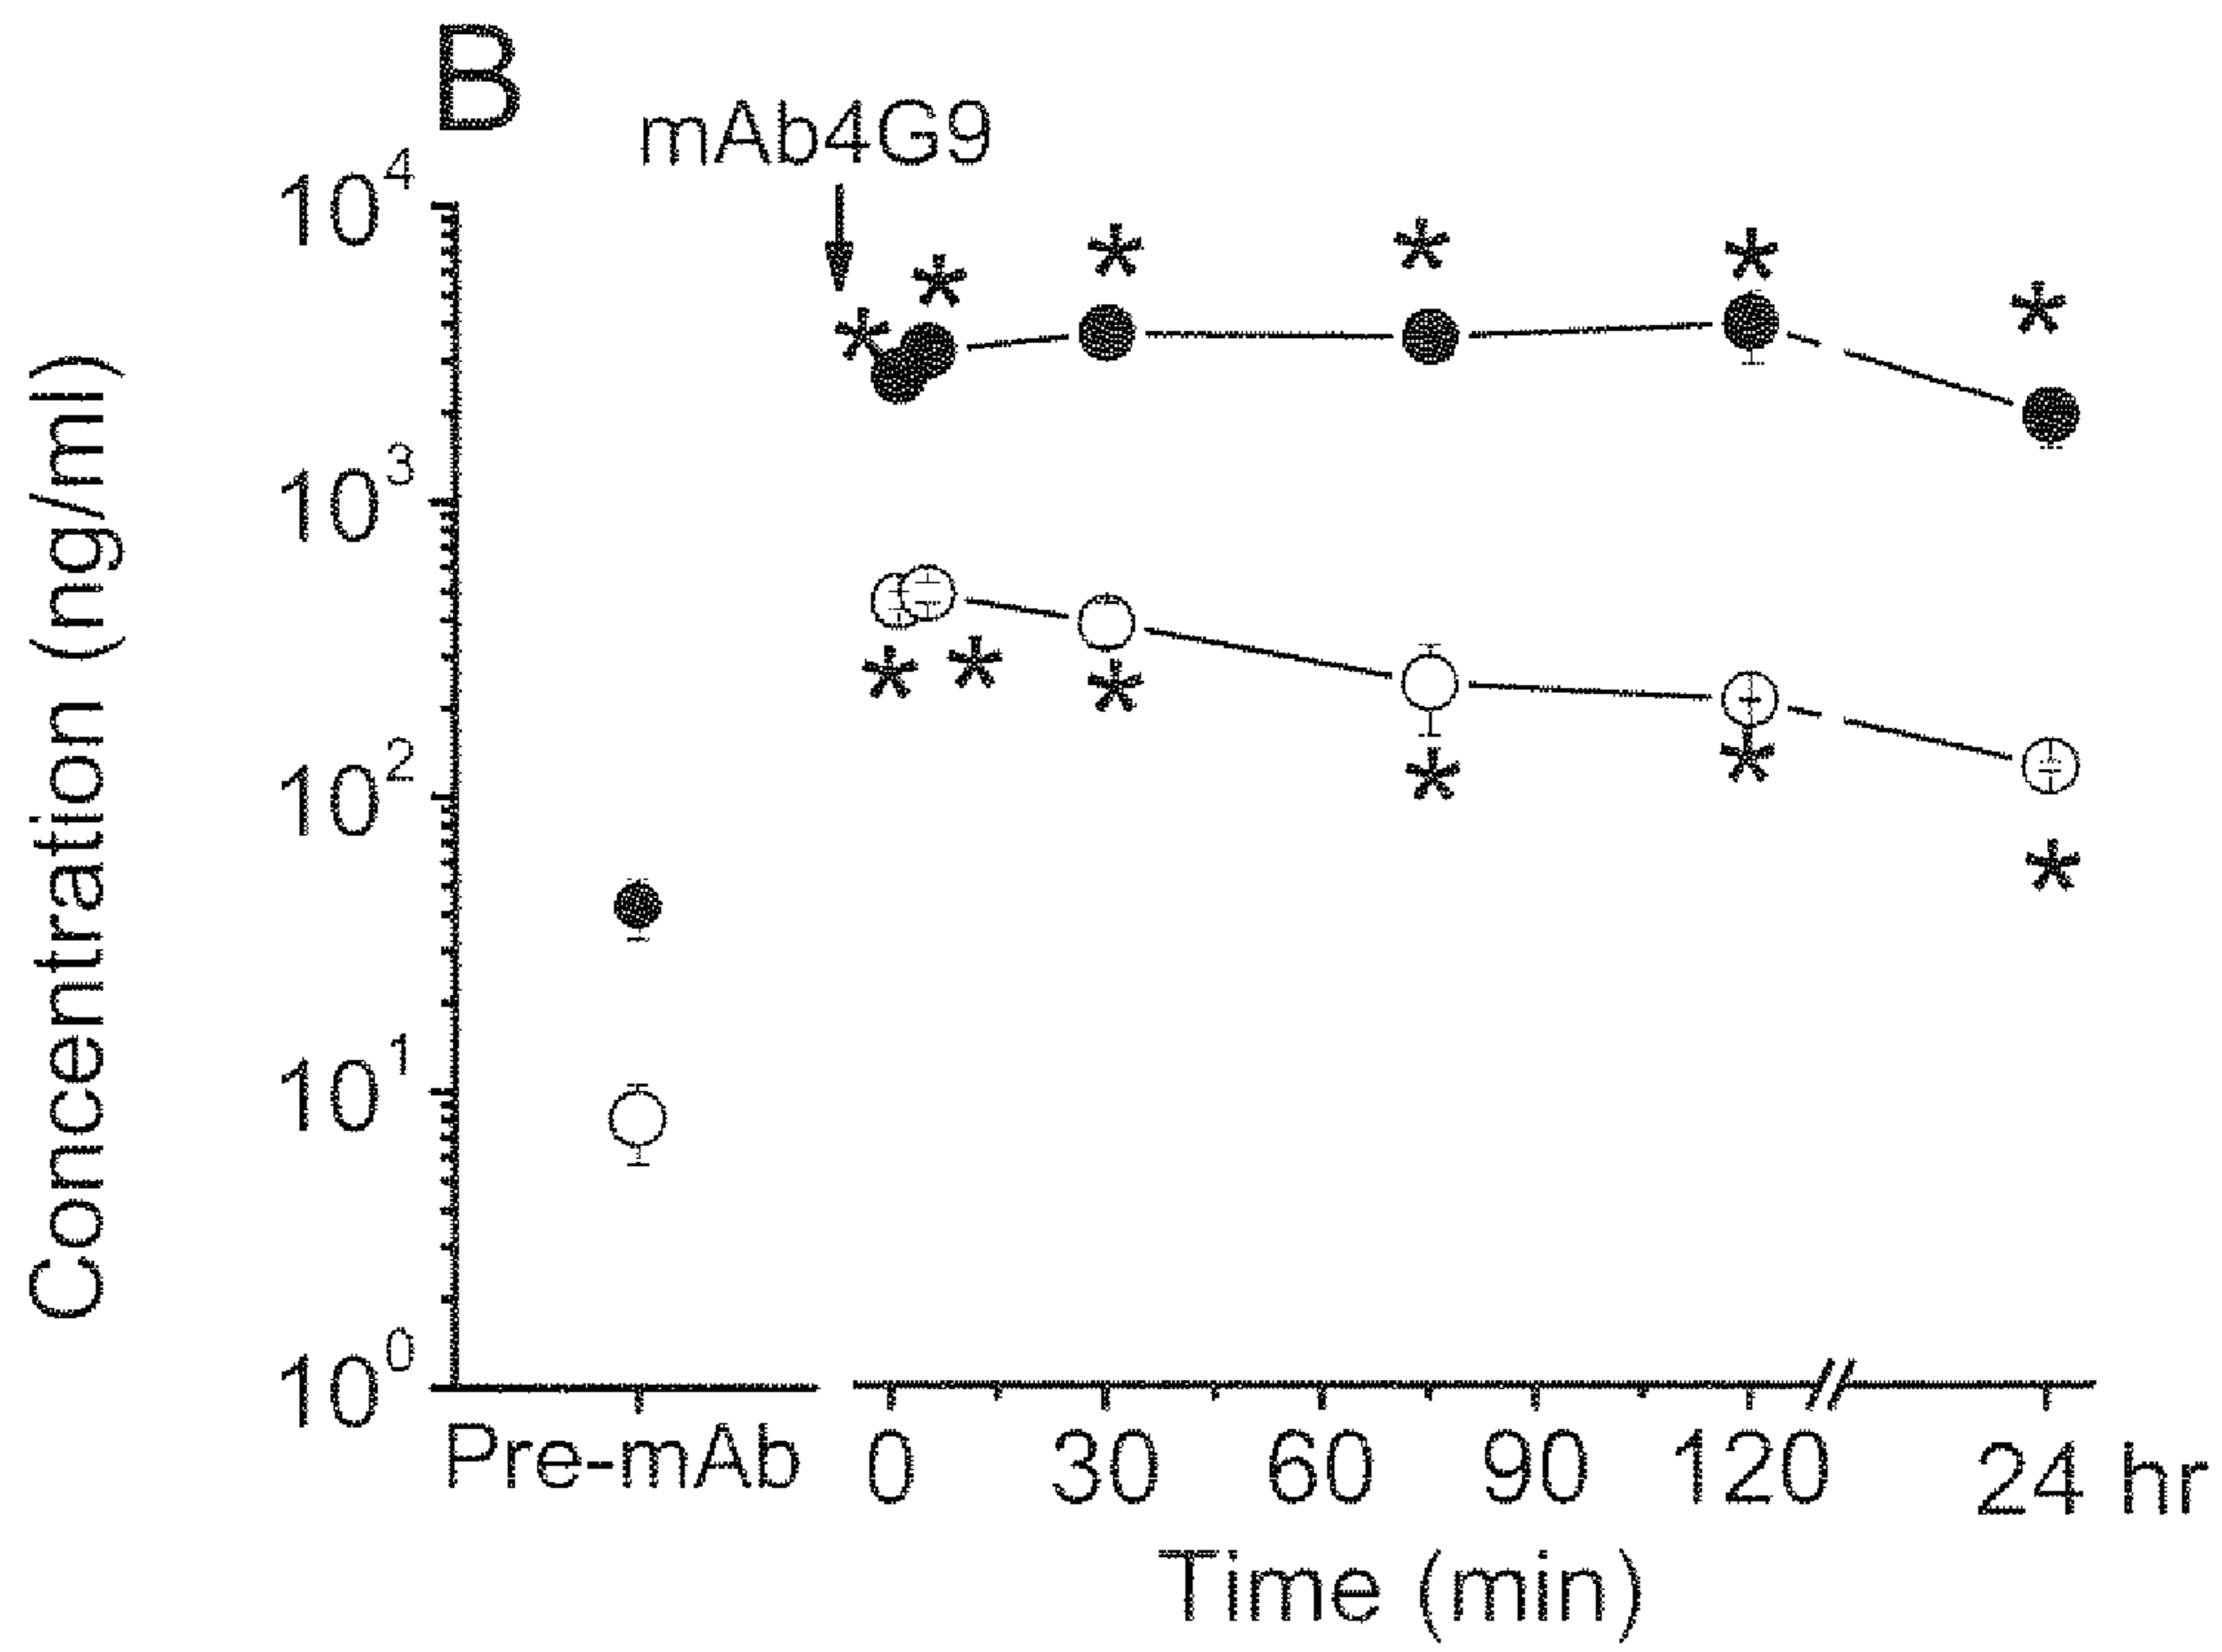 B
mAb4G9
10^4
10^3
10^2
10^1
10^0
Concentration (ng/ml)
Pre-mAb 0 30 60 90 120 24 hr
Time (min)